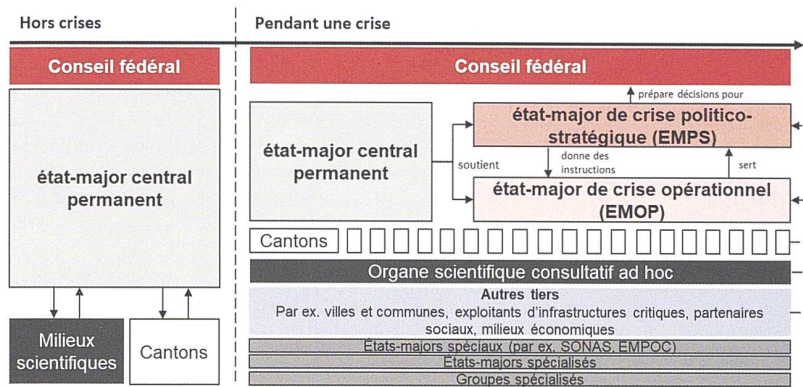 Hors crises
Pendant une crise
Conseil fédéral
état-major central
permanent
Milieux
scientifiques
Cantons
Conseil fédéral
prépare décisions pour
état-major central
permanent
soutient
état-major de crise politico-
stratégique (EMPS)
donne des
instructions
sert
état-major de crise opérationnel
(EMOP)
Cantons
Organe scientifique consultatif ad hoc
Autres tiers
Par ex. villes et communes, exploitants d'infrastructures critiques, partenaires
sociaux, milieux économiques
États-majors spéciaux (par ex. SONAS, EMPOC)
États-majors spécialisés
Groupes spécialisés